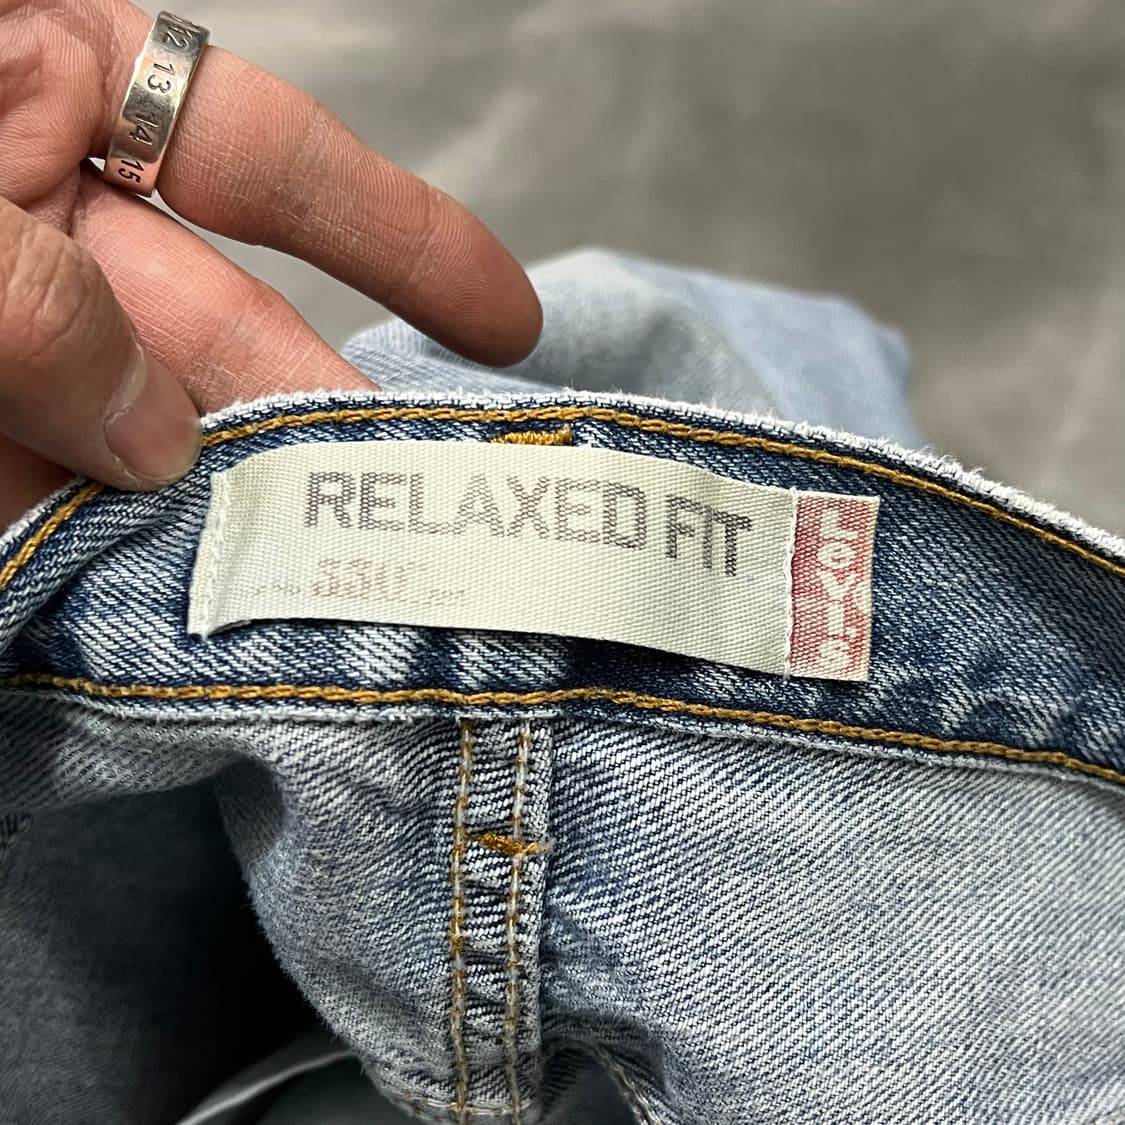 12 13 14 15
RELAXED FIT
Levi's